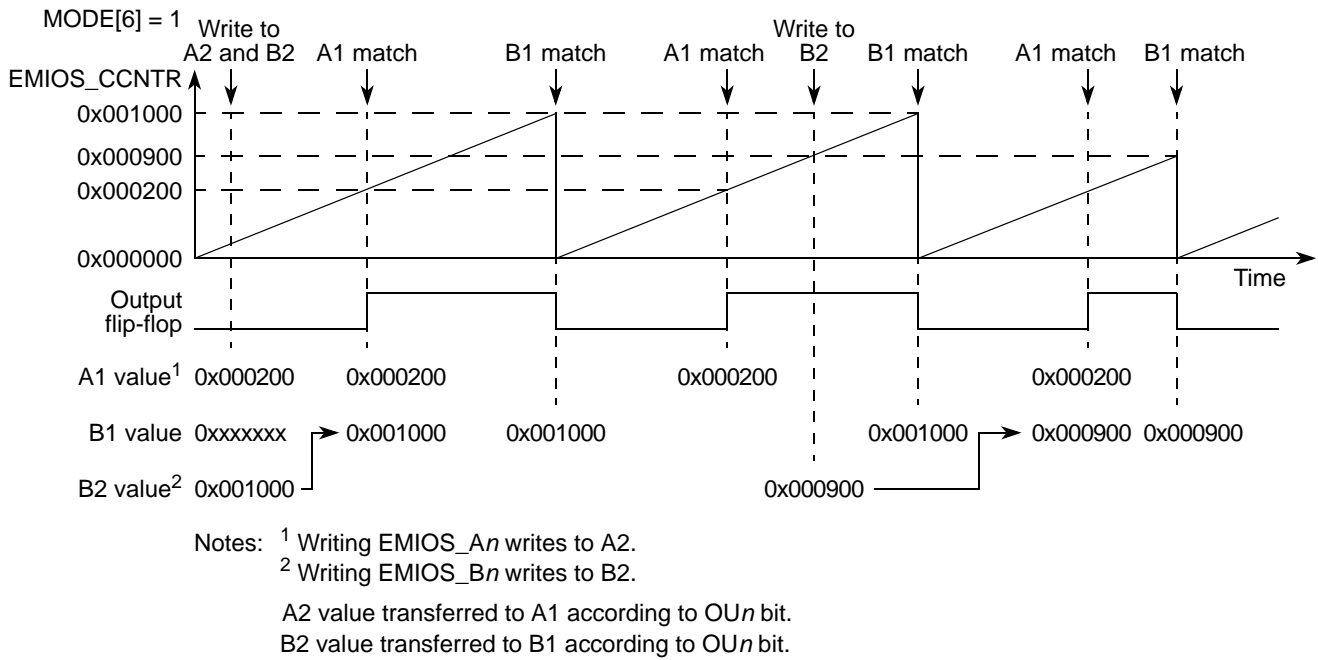 MODE[6] = 1
Write to A2 and B2
A1 match
B1 match
A1 match
Write to B2
B1 match
A1 match
B1 match
EMIOS_CCNTR
0x001000
0x000900
0x000200
0x000000
Time
Output flip-flop
A1 value1 0x000200 0x000200 0x000200 0x000200
B1 value 0xxxxxxx 0x001000 0x001000 0x001000 0x000900 0x000900
B2 value2 0x001000 0x000900
Notes: 1 Writing EMIOS_An writes to A2.
2 Writing EMIOS_Bn writes to B2.
A2 value transferred to A1 according to OUn bit.
B2 value transferred to B1 according to OUn bit.